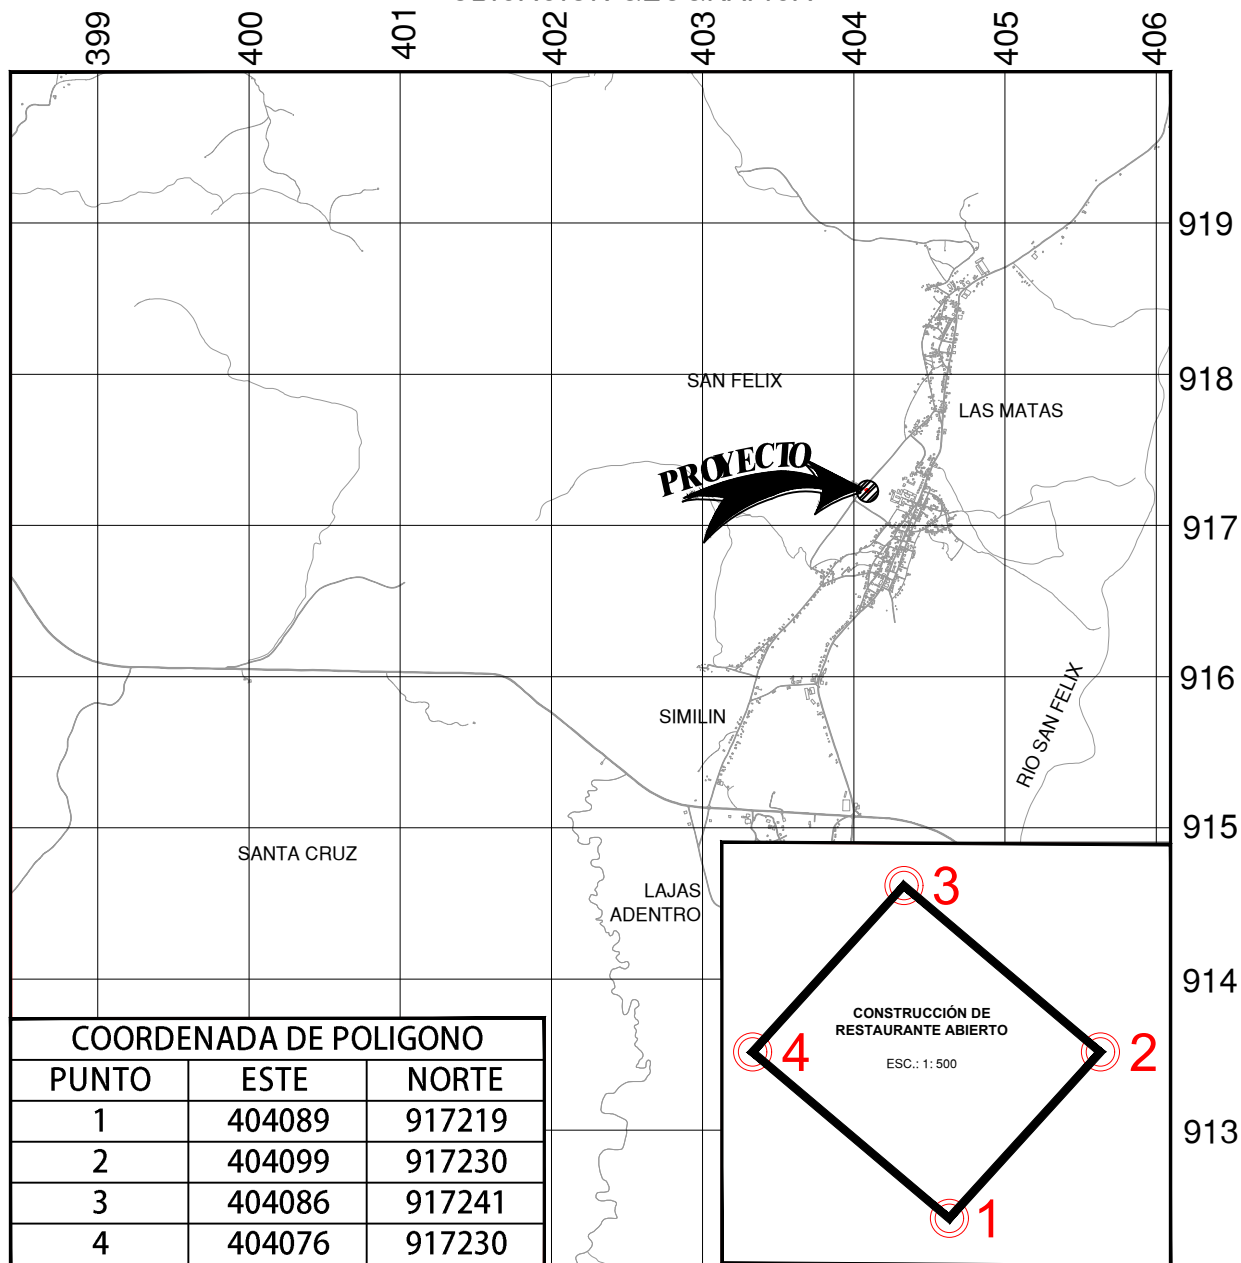 399
400
401
402
403
404
405
406
919
918
917
916
915
914
913
SAN FELIX
LAS MATAS
PROYECTO
SIMILIN
RIO SAN FELIX
SANTA CRUZ
LAJAS
ADENTRO
3
CONSTRUCCIÓN DE
RESTAURANTE ABIERTO
ESC.: 1: 500
4
2
1
COORDENADA DE POLIGONO
PUNTO ESTE NORTE
1 404089 917219
2 404099 917230
3 404086 917241
4 404076 917230